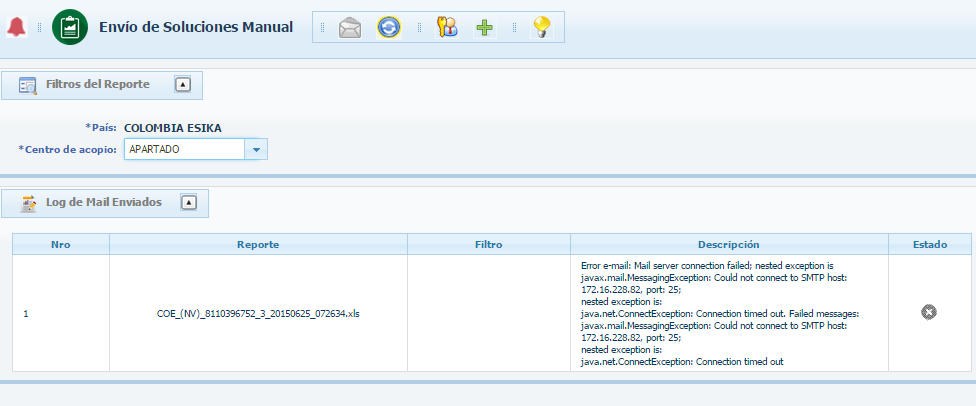 Envío de Soluciones Manual
Filtros del Reporte
*País: COLOMBIA ESIKA
*Centro de acopio: APARTADO
Log de Mail Enviados
Nro Reporte Filtro Descripción Estado
Error e-mail: Mail server connection failed; nested exception is
javax.mail.MessagingException: Could not connect to SMTP host:
172.16.228.82, port: 25;
nested exception is:
1 COE_(NV)_8110396752_3_20150625_072634.xls java.net.ConnectException: Connection timed out. Failed messages:
javax.mail.MessagingException: Could not connect to SMTP host:
172.16.228.82, port: 25;
nested exception is:
java.net.ConnectException: Connection timed out